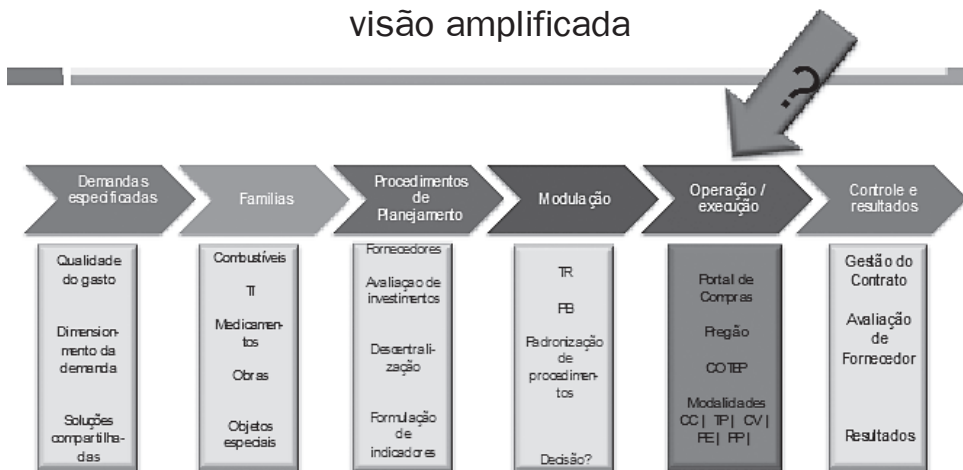 visão amplificada
?
Demandas
especificadas
Famílias
Procedimentos
de
Planejamento
Modulação
Operação /
execução
Controle e
resultados
Qualidade
do gasto
Dimension-
mento da
demanda
Soluções
compartilha-
das
Combustíveis
TI
Medicamen-
tos
Obras
Objetos
especiais
Fornecedores
Avaliaçao de
investimentos
Descentrali-
zação
Formulação
de
indicadores
TR
PB
Padronização
de
procedimen-
tos
Decisão?
Portal de
Compras
Pregão
COTEP
Modalidades
CC| TP| CV|
PE| PP|
Gestão do
Contrato
Avaliação
de
Fornecedor
Resultados